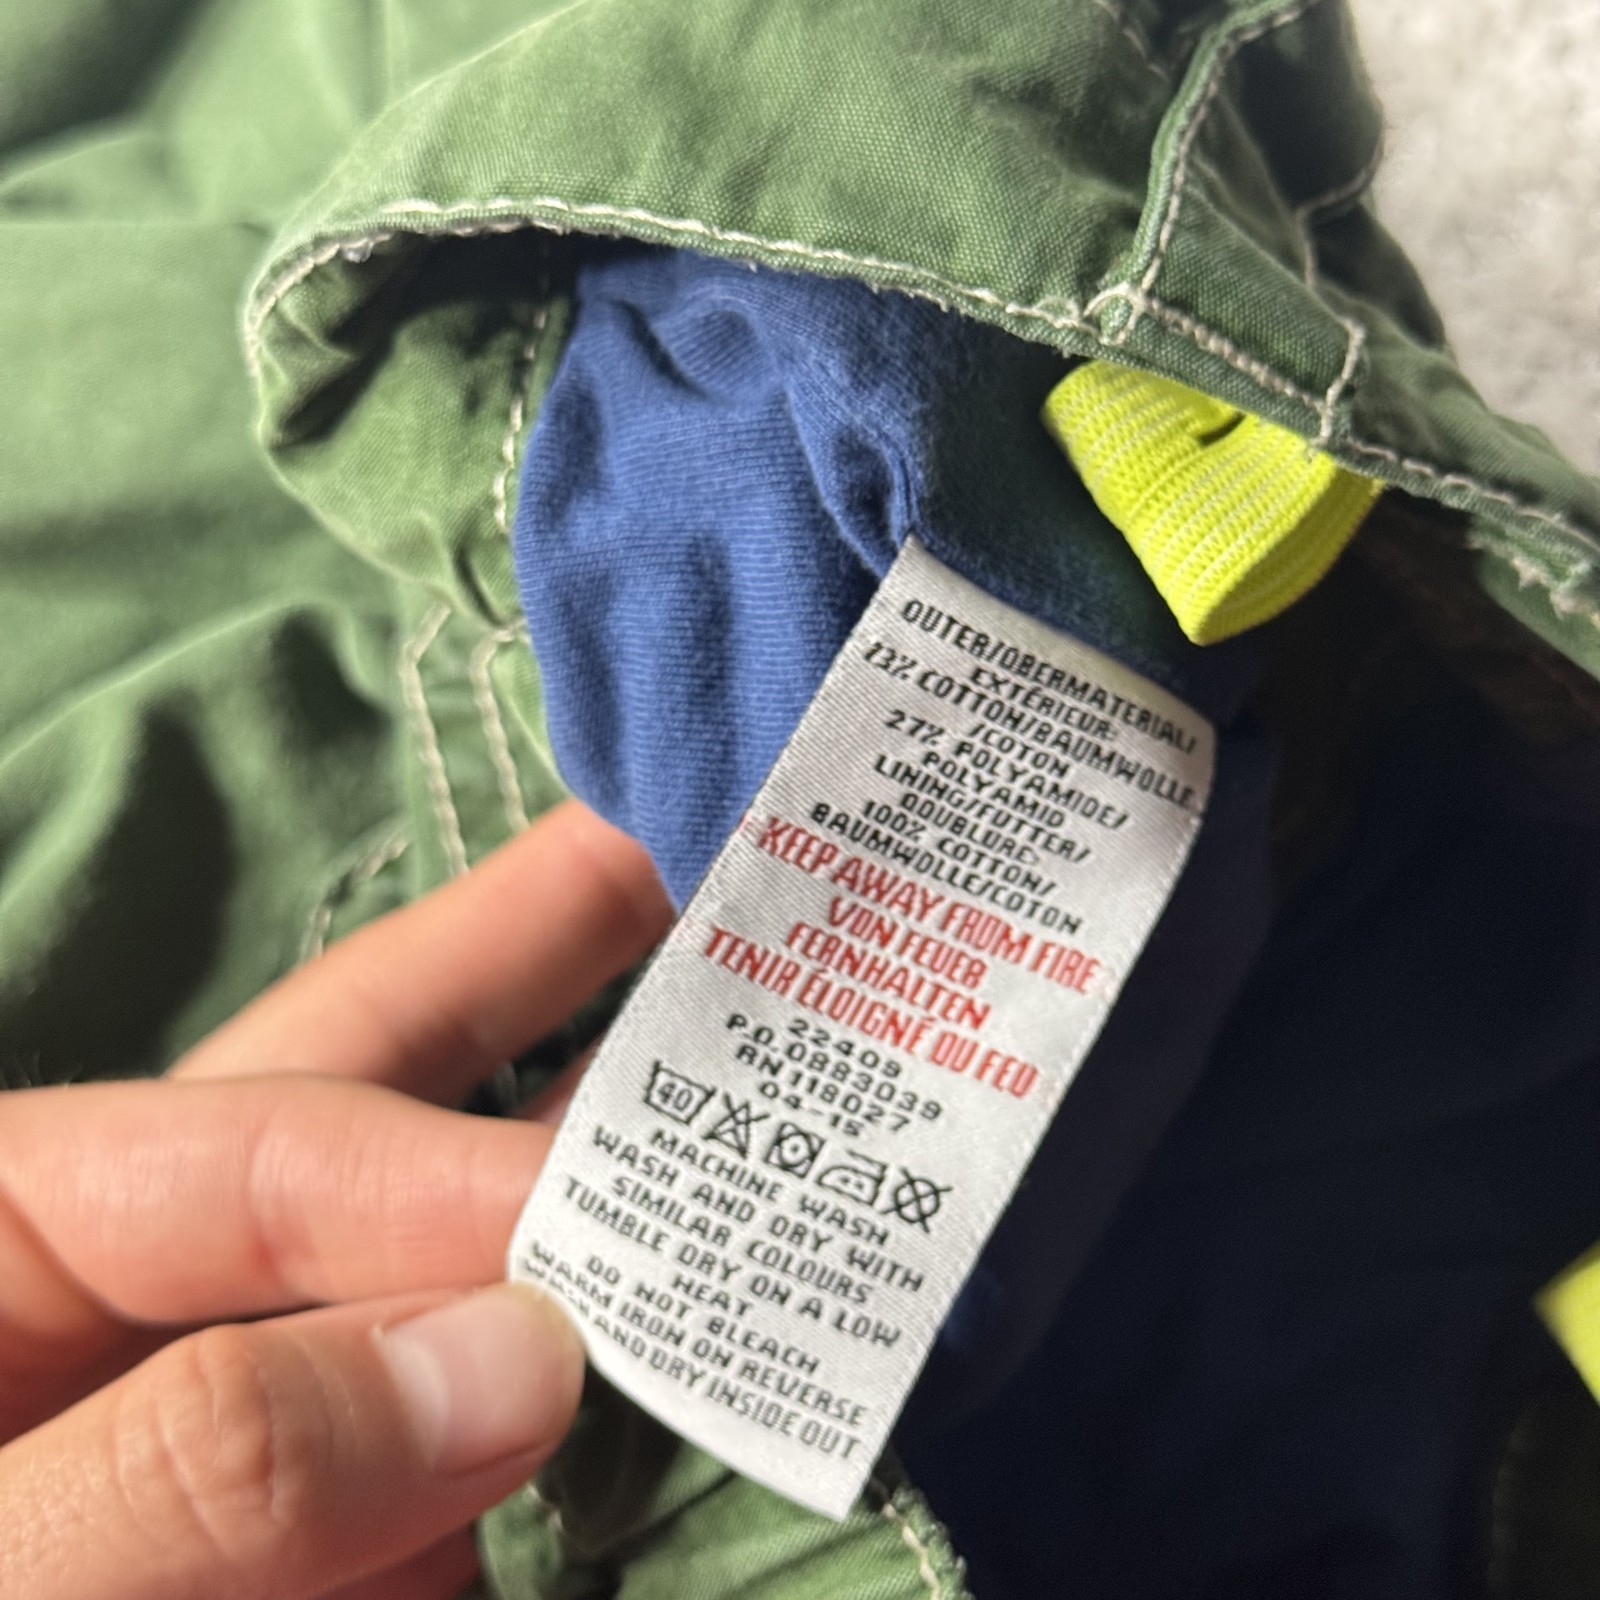 OUTER/OBERMATERIAL/
EXTÉRIEUR:
73% COTTON/BAUMWOLLE
/COTON
27% POLYAMIDE/
POLYAMID
LINING/FUTTER/
DOUBLURE:
100% COTTON/
BAUMWOLLE/COTON
KEEP AWAY FROM FIRE
VON FEUER
FERNHALTEN
TENIR ÉLOIGNÉ DU FEU
22409
P.O.0883039
RN118027
04-15
40
MACHINE WASH
WASH AND DRY WITH
SIMILAR COLOURS
TUMBLE DRY ON A LOW
HEAT
DO NOT BLEACH
WARM IRON ON REVERSE
WASH AND DRY INSIDE OUT